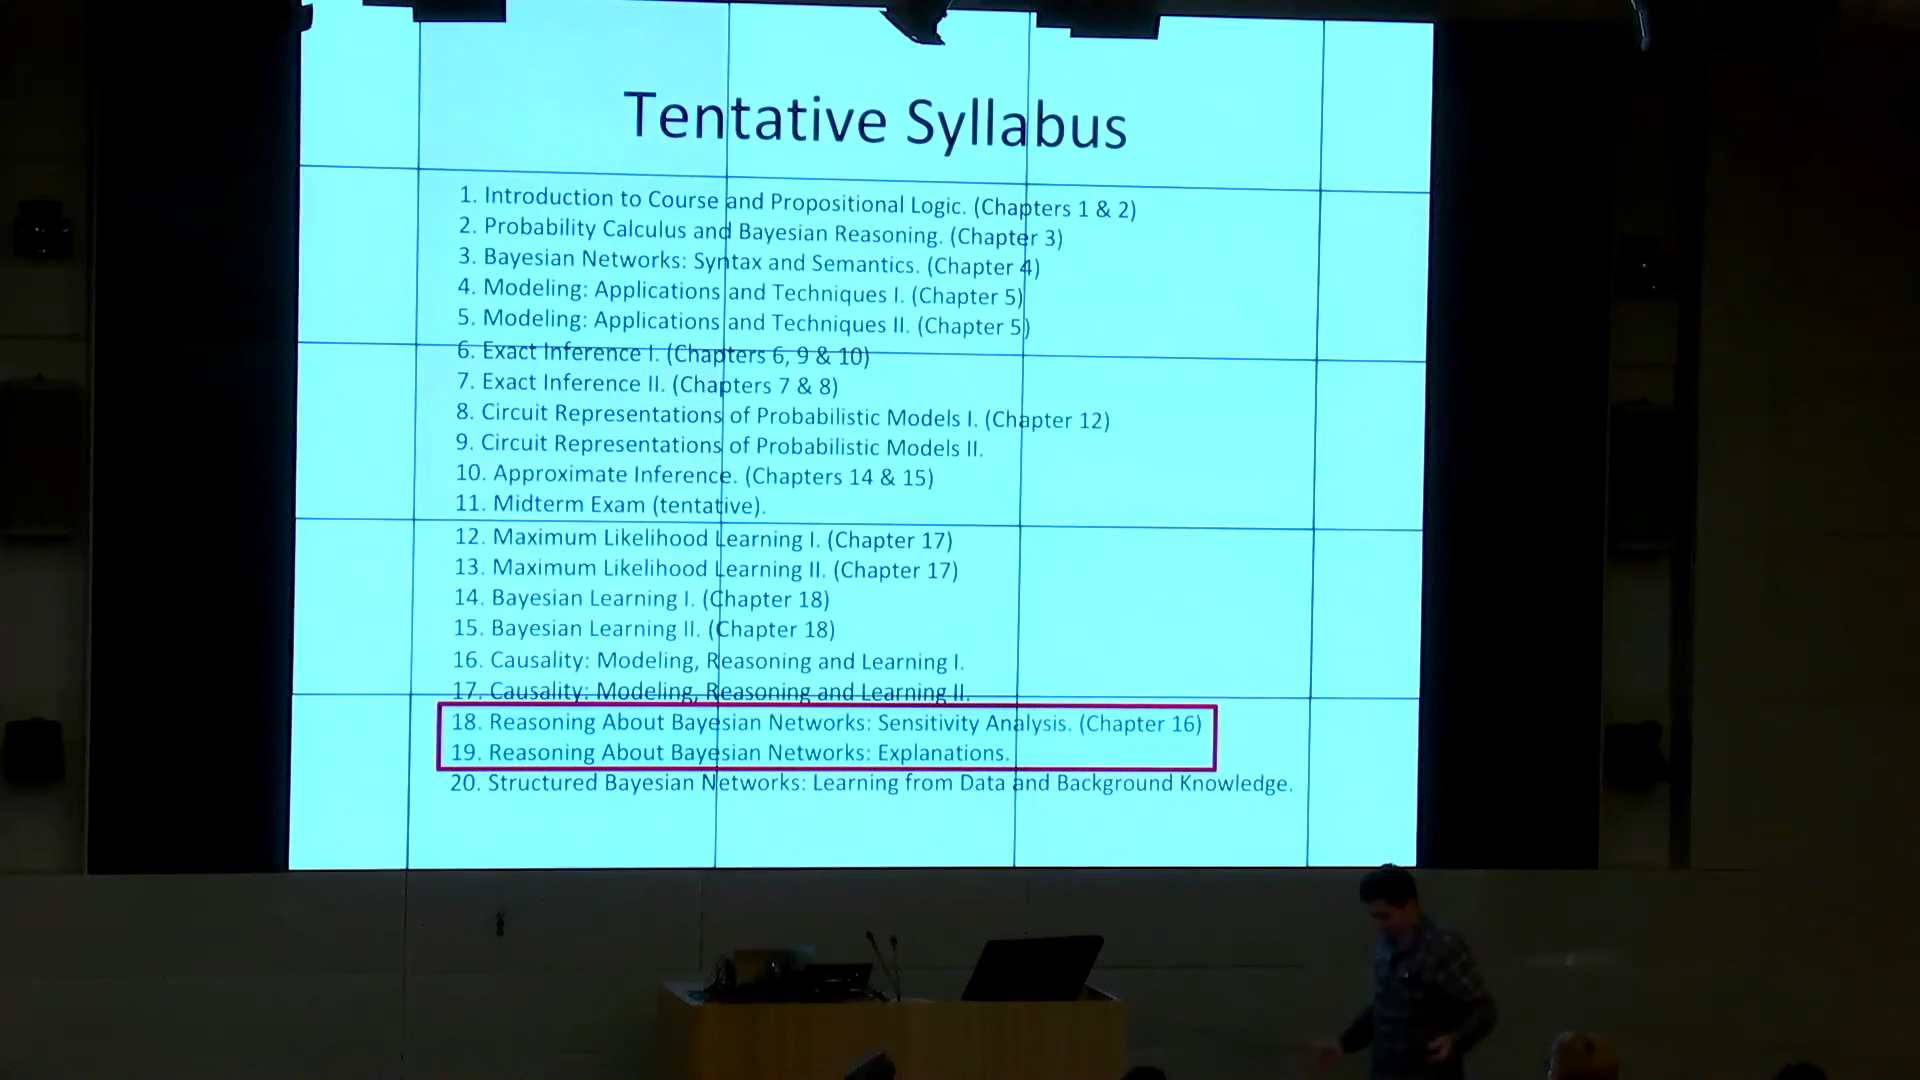 Tentative Syllabus
1. Introduction to Course and Propositional Logic. (Chapters 1 & 2)
2. Probability Calculus and Bayesian Reasoning. (Chapter 3)
3. Bayesian Networks: Syntax and Semantics. (Chapter 4)
4. Modeling: Applications and Techniques I. (Chapter 5)
5. Modeling: Applications and Techniques II. (Chapter 5)
6. Exact Inference I. (Chapters 6, 9 & 10)
7. Exact Inference II. (Chapters 7 & 8)
8. Circuit Representations of Probabilistic Models I. (Chapter 12)
9. Circuit Representations of Probabilistic Models II.
10. Approximate Inference. (Chapters 14 & 15)
11. Midterm Exam (tentative).
12. Maximum Likelihood Learning I. (Chapter 17)
13. Maximum Likelihood Learning II. (Chapter 17)
14. Bayesian Learning I. (Chapter 18)
15. Bayesian Learning II. (Chapter 18)
16. Causality: Modeling, Reasoning and Learning I.
17. Causality: Modeling, Reasoning and Learning II.
18. Reasoning About Bayesian Networks: Sensitivity Analysis. (Chapter 16)
19. Reasoning About Bayesian Networks: Explanations.
20. Structured Bayesian Networks: Learning from Data and Background Knowledge.